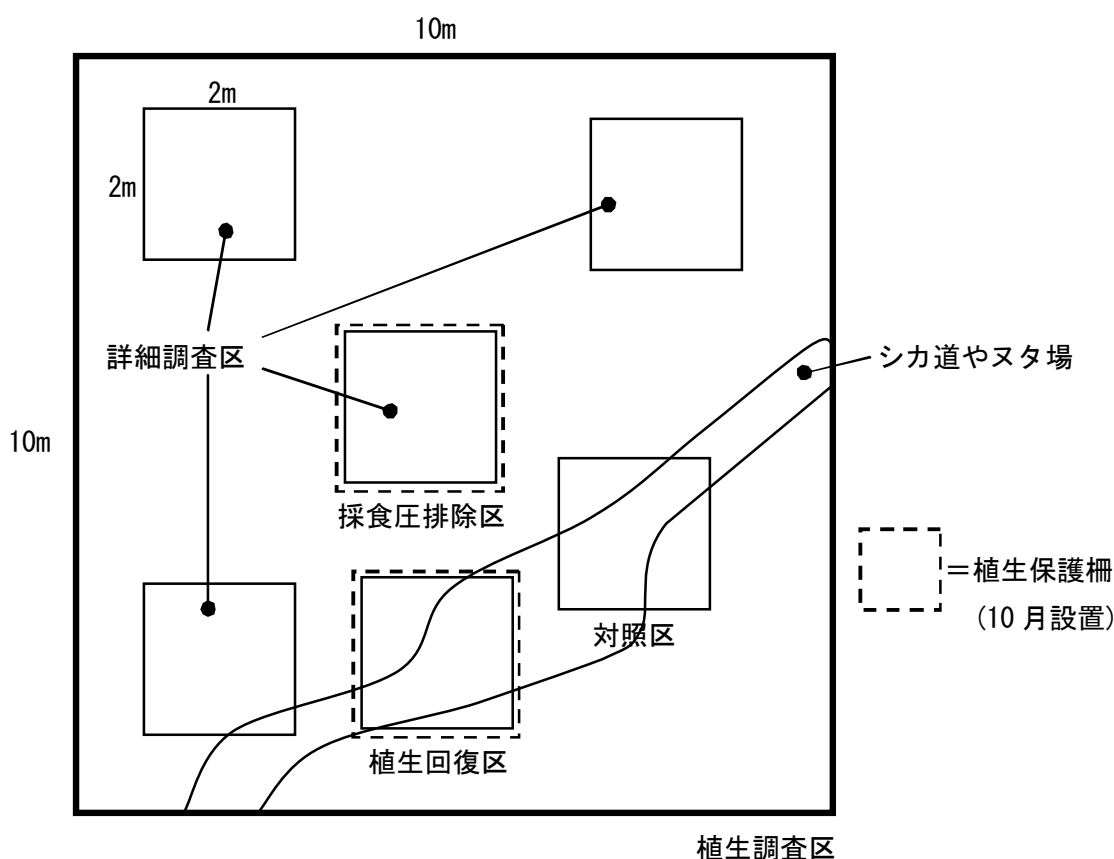 10m
2m
2m
詳細調査区
シカ道やヌタ場
10m
採食圧排除区
=植生保護柵
(10月設置)
対照区
植生回復区
植生調査区